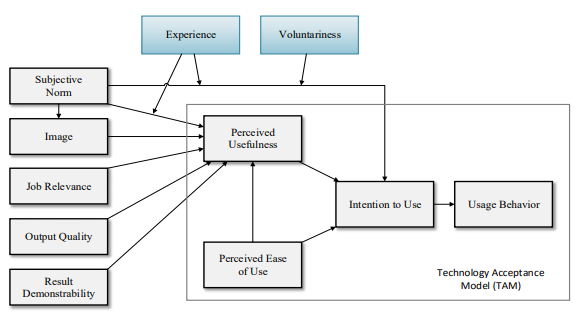 Experience
Voluntariness
Subjective
Norm
Image
Perceived
Usefulness
Job Relevance
Intention to Use
Usage Behavior
Output Quality
Perceived Ease
of Use
Result
Demonstrability
Technology Acceptance
Model (TAM)